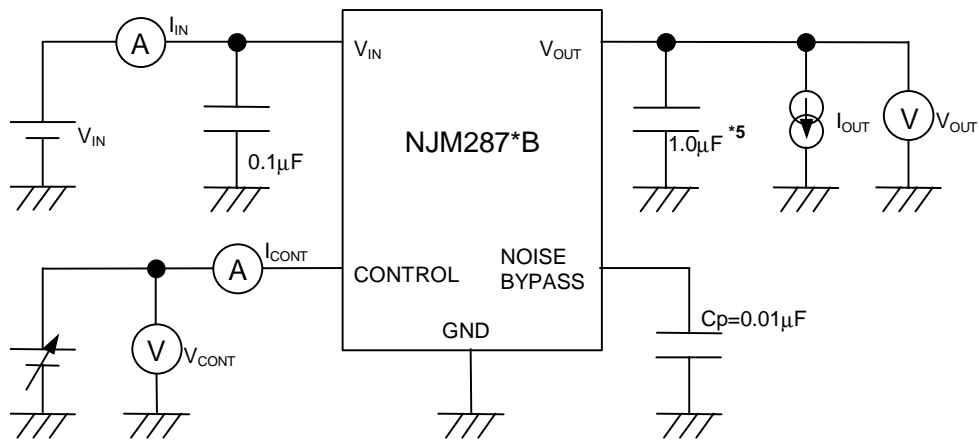 I_IN
A
V_IN
V_OUT
V_IN
0.1µF
NJM287*B
1.0µF *5
I_OUT
V
V_OUT
I_CONT
A
CONTROL
NOISE
BYPASS
V
V_CONT
GND
Cp=0.01µF